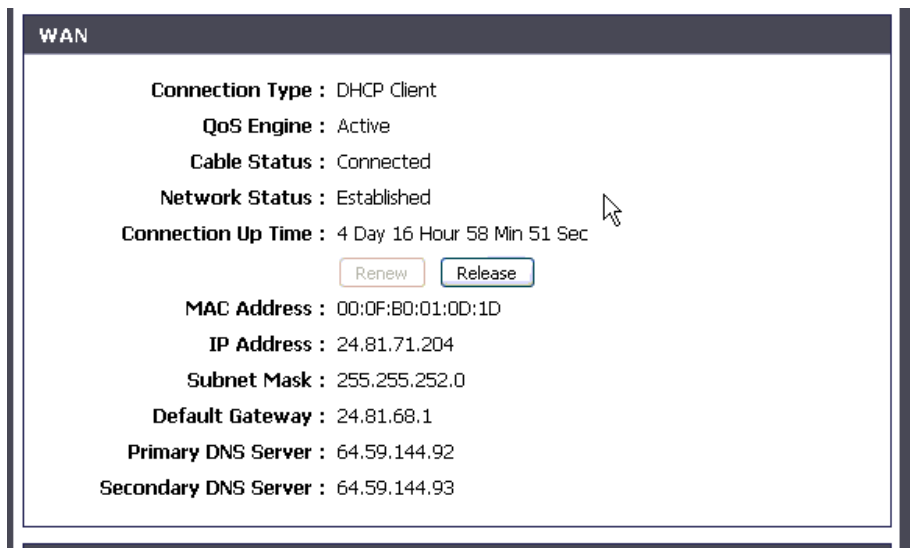 WAN
Connection Type : DHCP Client
QoS Engine : Active
Cable Status : Connected
Network Status : Established
Connection Up Time : 4 Day 16 Hour 58 Min 51 Sec
Renew Release
MAC Address : 00:0F:B0:01:0D:1D
IP Address : 24.81.71.204
Subnet Mask : 255.255.252.0
Default Gateway : 24.81.68.1
Primary DNS Server : 64.59.144.92
Secondary DNS Server : 64.59.144.93